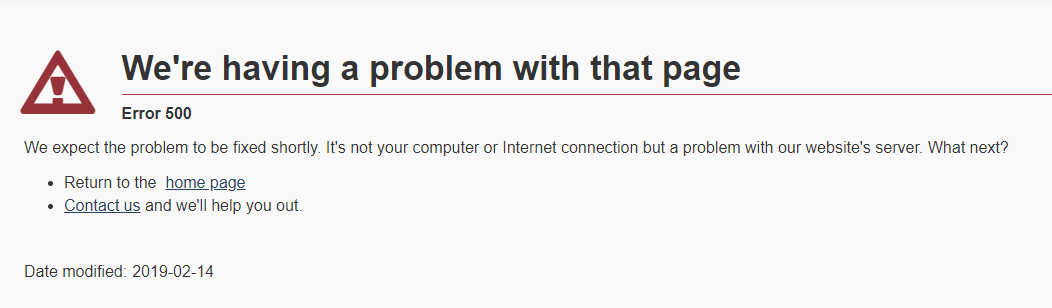 We're having a problem with that page
Error 500
We expect the problem to be fixed shortly. It's not your computer or Internet connection but a problem with our website's server. What next?
• Return to the home page
• Contact us and we'll help you out.
Date modified: 2019-02-14